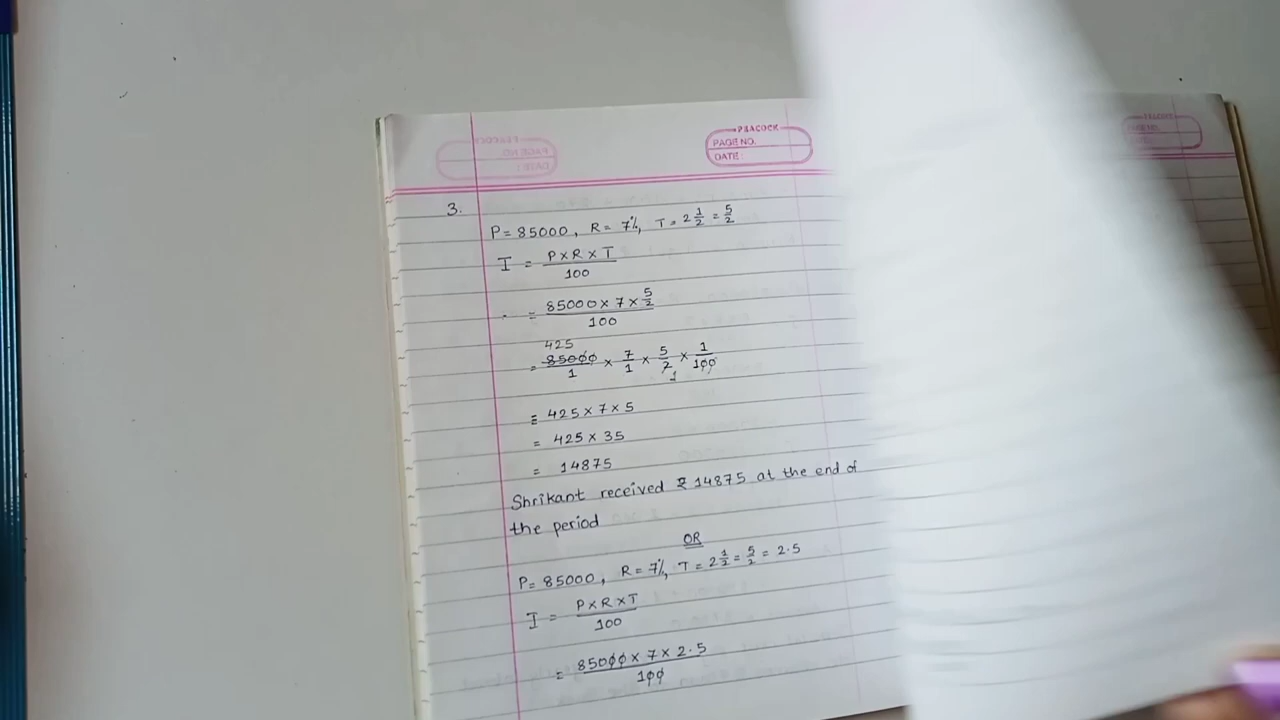 PEACOCK
PAGE NO.
DATE:
3.
P = 85000, R = 7%, T = 2 1/2 = 5/2
I = P × R × T / 100
= 85000 × 7 × 5/2 / 100
425
= 85000/1 × 7/1 × 5/2 × 1/100
1
= 425 × 7 × 5
= 425 × 35
= 14875
Shrikant received ₹ 14875 at the end of
the period
OR
P = 85000, R = 7%, T = 2 1/2 = 5/2 = 2.5
I = P × R × T / 100
= 85000 × 7 × 2.5 / 100